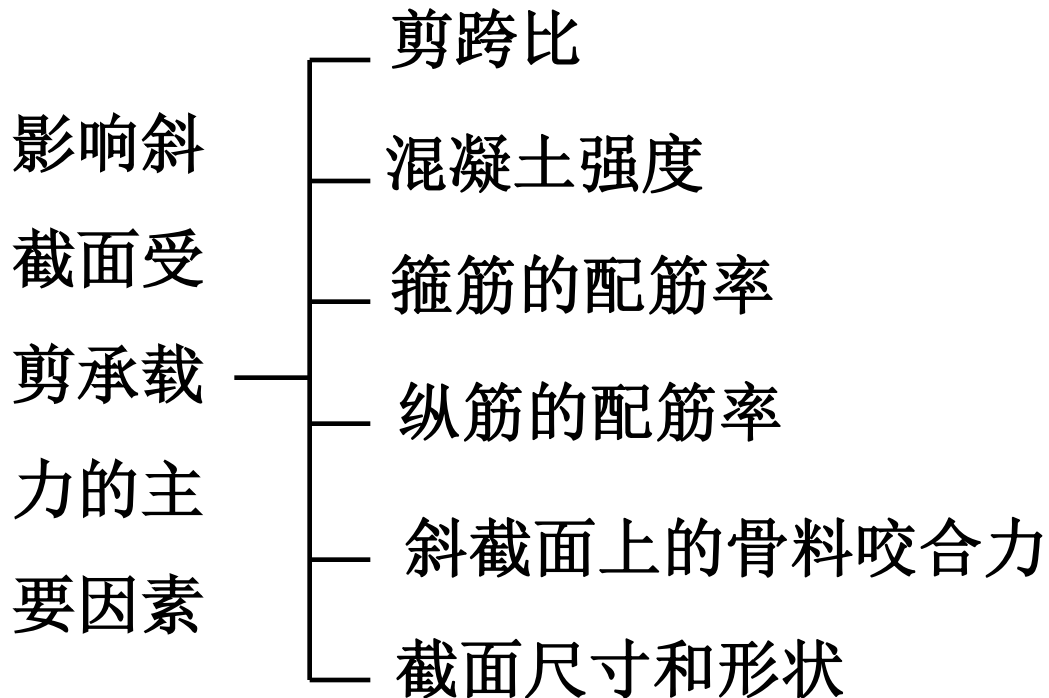 影响斜
截面受
剪承载
力的主
要因素
剪跨比
混凝土强度
箍筋的配筋率
纵筋的配筋率
斜截面上的骨料咬合力
截面尺寸和形状